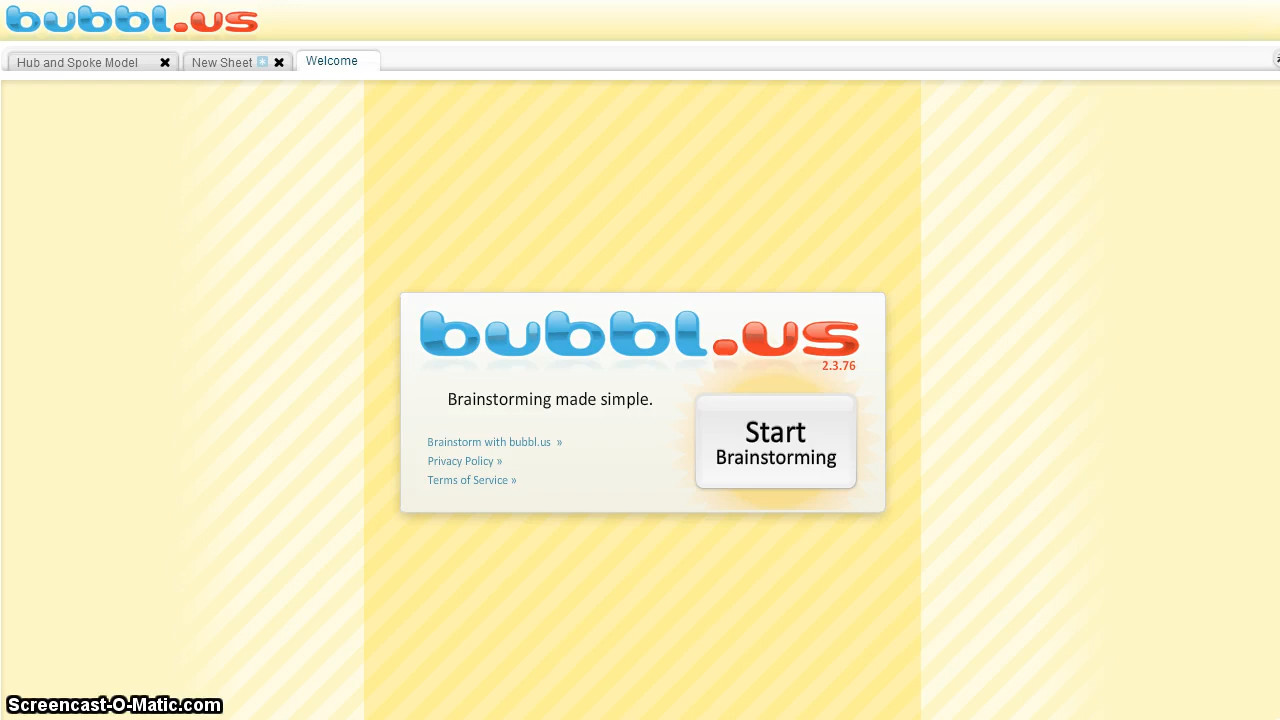 bubbl.us
Hub and Spoke Model
New Sheet
Welcome
bubbl.us
2.3.76
Brainstorming made simple.
Start
Brainstorming
Brainstorm with bubbl.us »
Privacy Policy »
Terms of Service »
Screencast-O-Matic.com